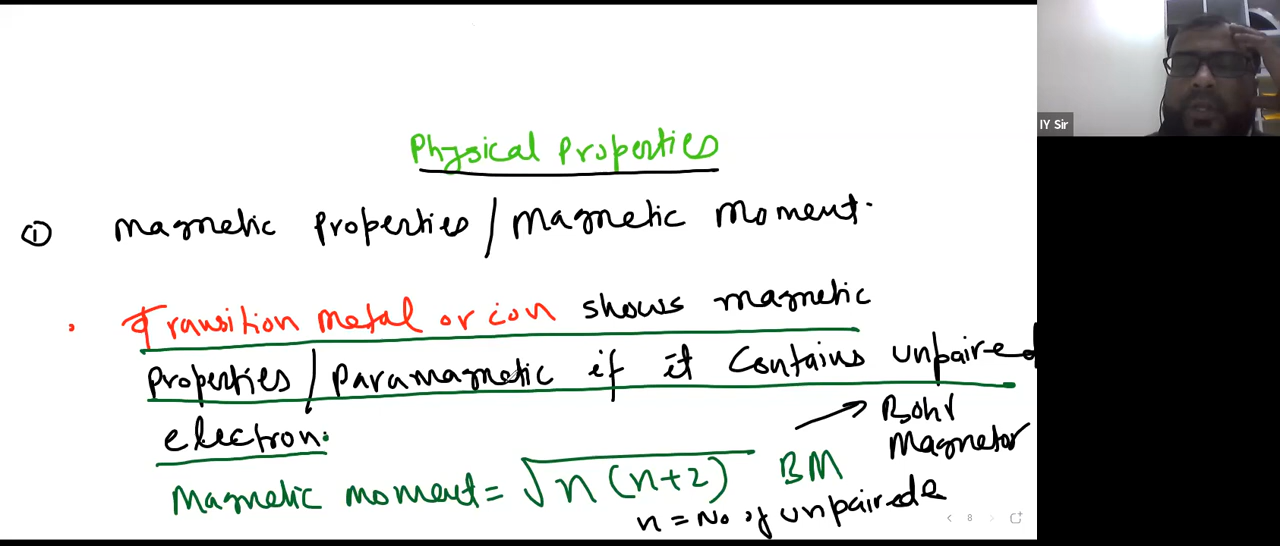 Physical Properties
① Magnetic Properties / Magnetic Moment.
Transition metal or ion shows magnetic
Properties / Paramagnetic if it contains unpaired
electron.
Magnetic moment = √n(n+2) BM
Bohr
Magneton
n = No of unpaired e
IY Sir
8